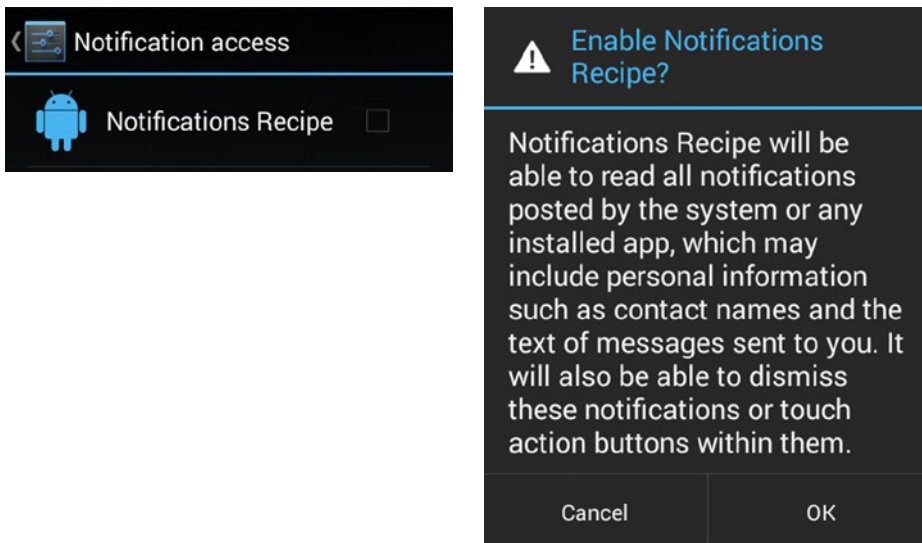 Notification access
Notifications Recipe
Enable Notifications
Recipe?
Notifications Recipe will be
able to read all notifications
posted by the system or any
installed app, which may
include personal information
such as contact names and the
text of messages sent to you. It
will also be able to dismiss
these notifications or touch
action buttons within them.
Cancel
OK